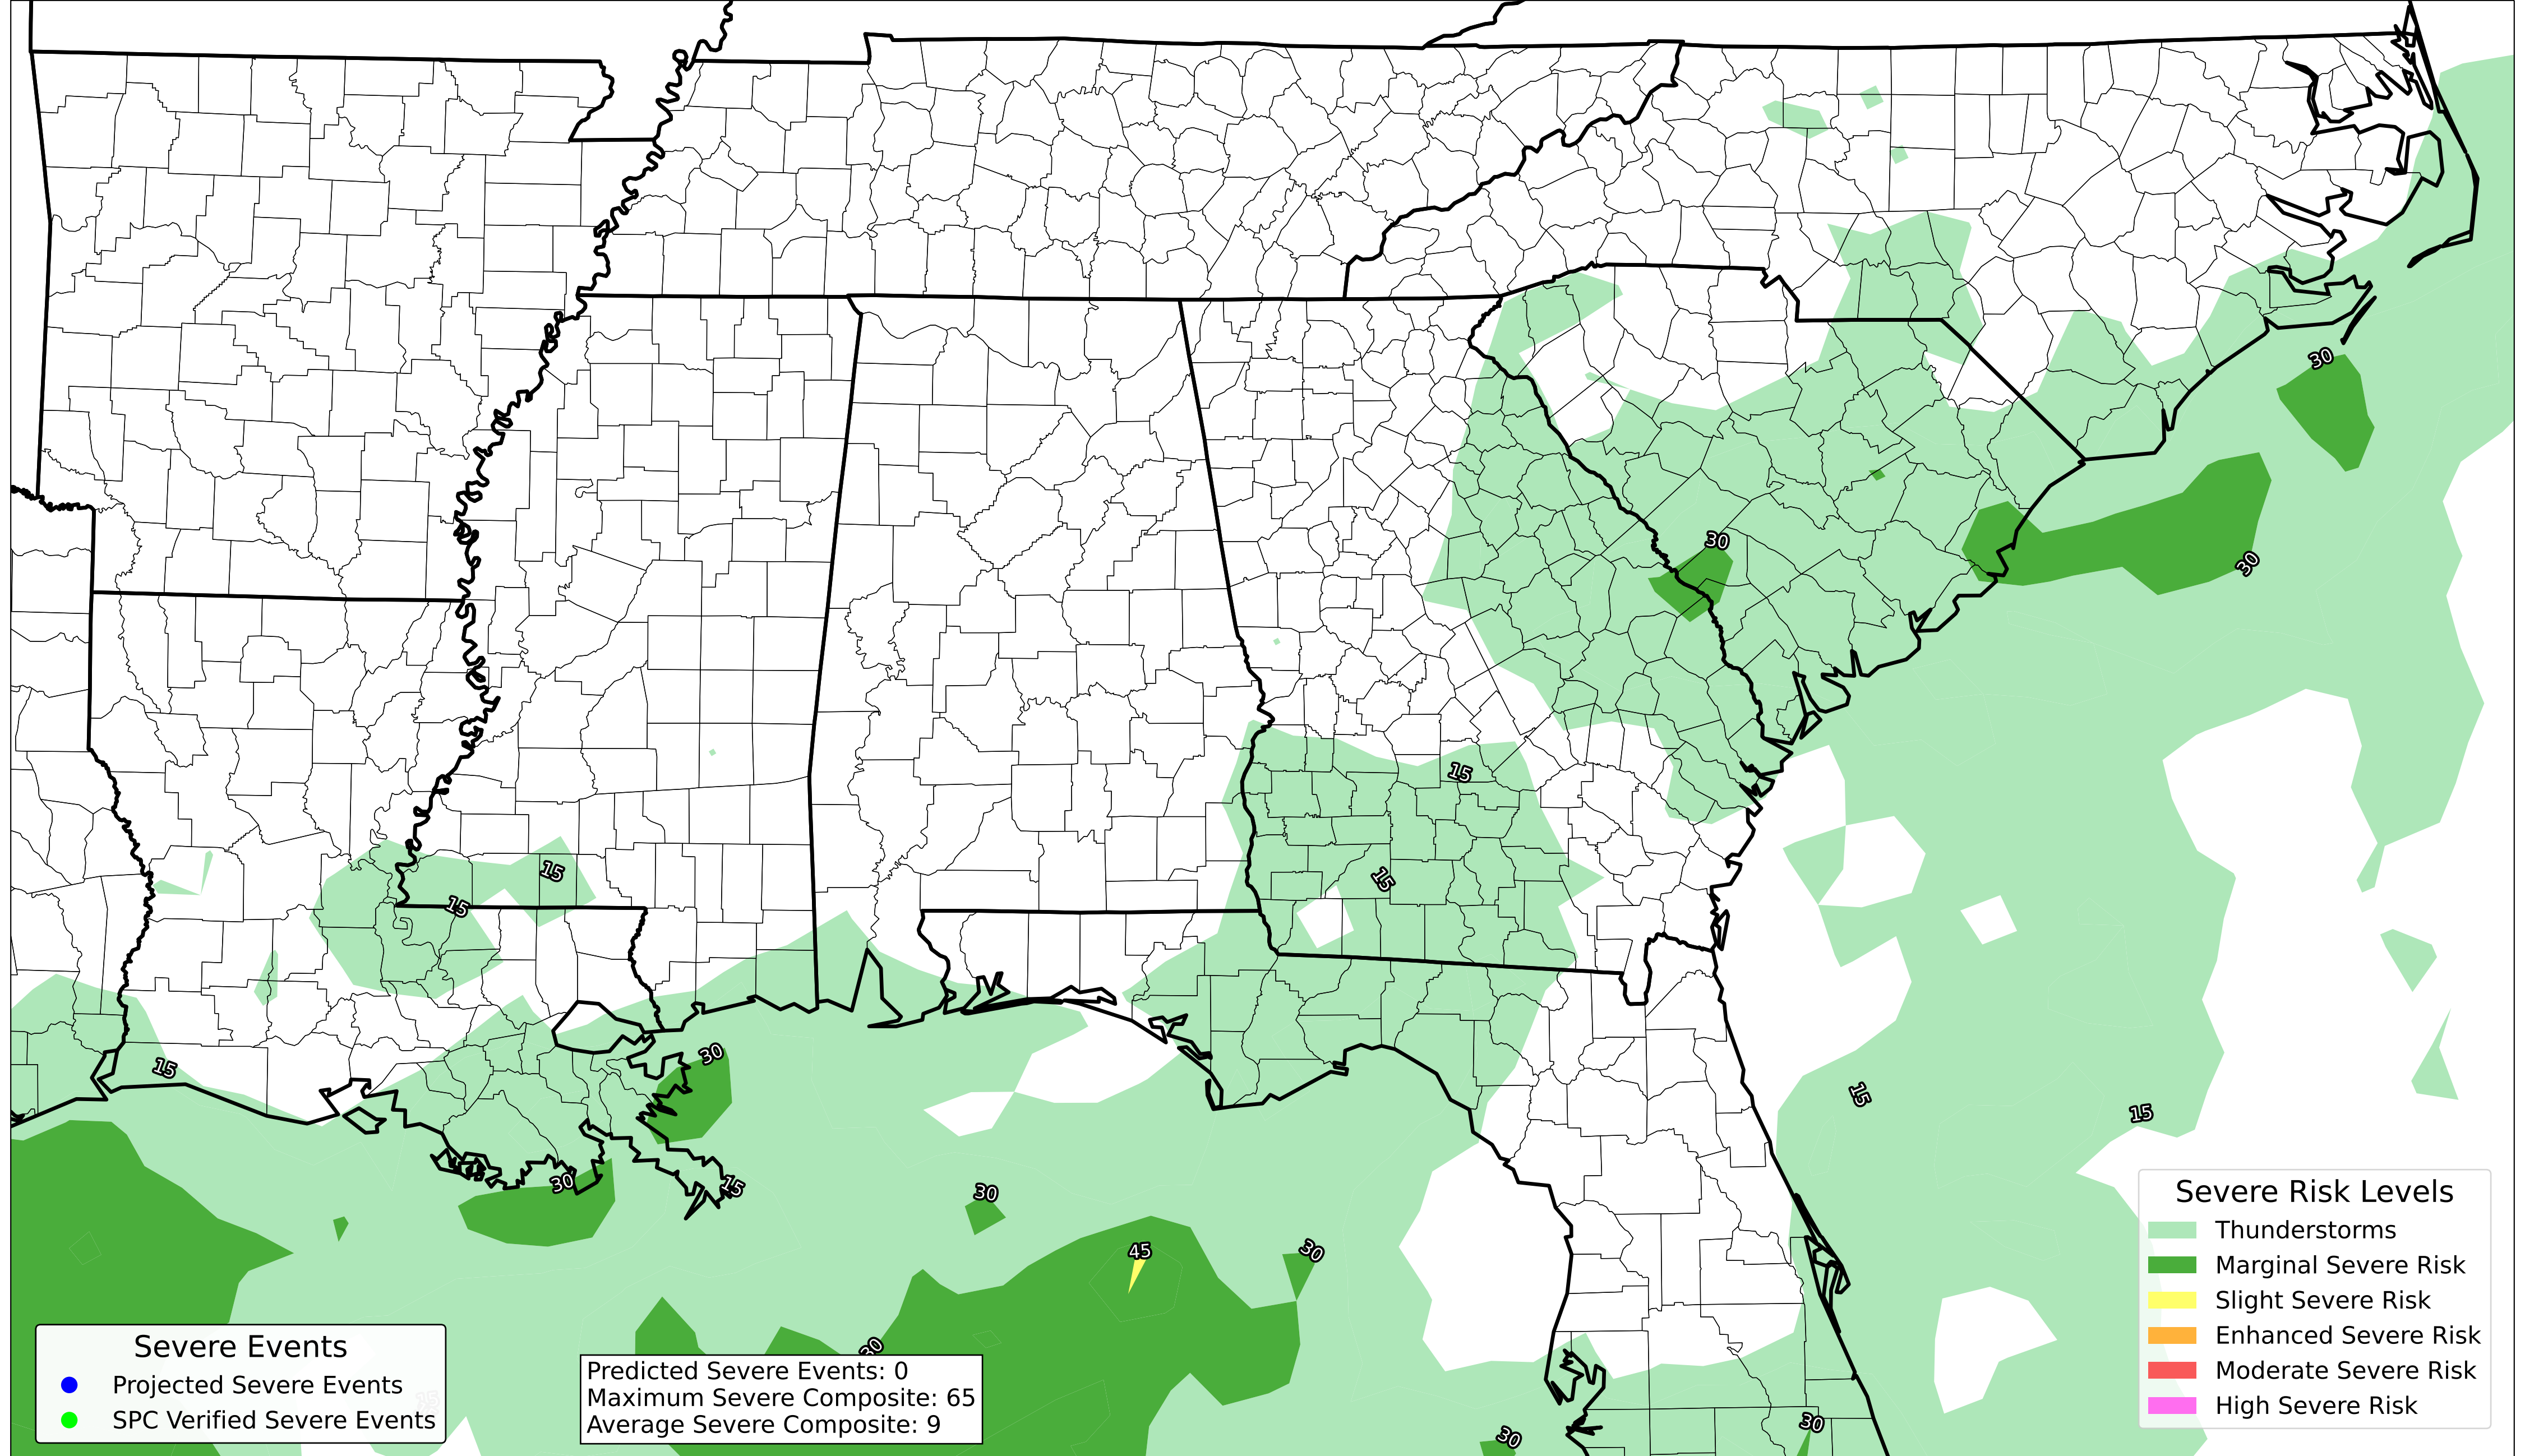 30
30
30
15
15
15
15
30
15
30
15
15
15
30
45
30
30
30
30
Severe Risk Levels
Thunderstorms
Marginal Severe Risk
Slight Severe Risk
Enhanced Severe Risk
Moderate Severe Risk
High Severe Risk
Severe Events
Projected Severe Events
SPC Verified Severe Events
Predicted Severe Events: 0
Maximum Severe Composite: 65
Average Severe Composite: 9